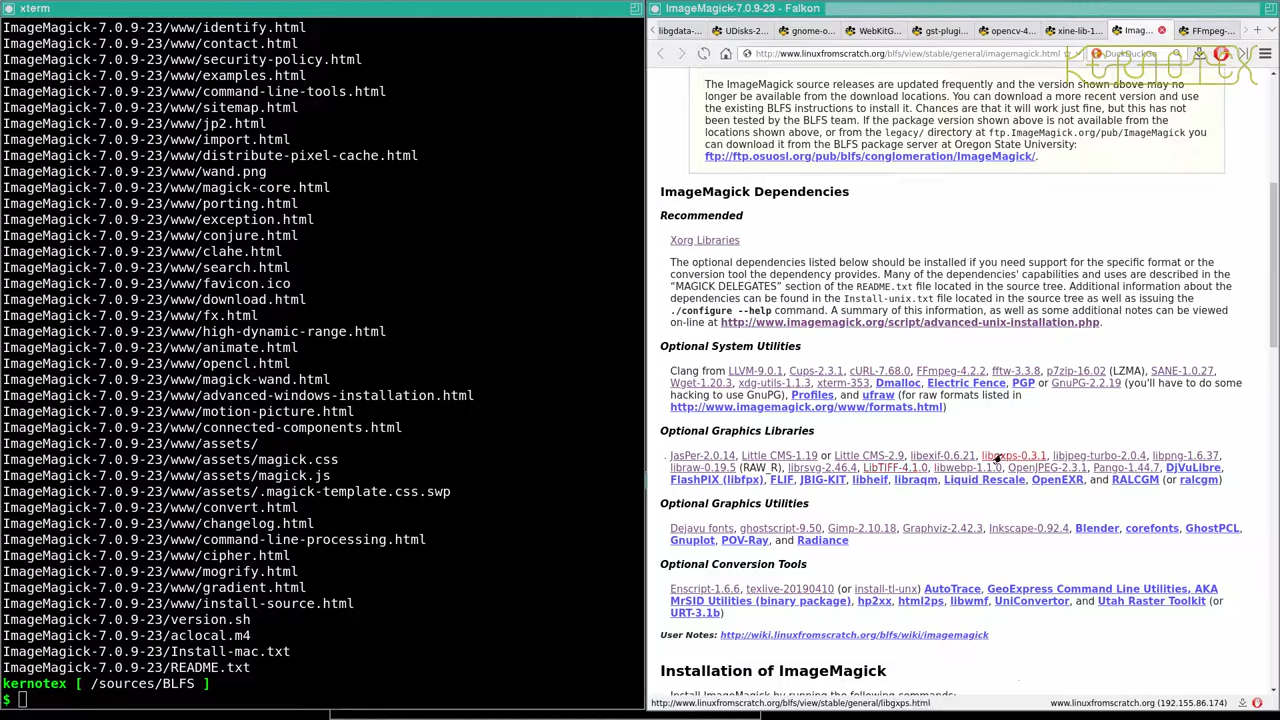 xterm
ImageMagick-7.0.9-23/www/identify.html
ImageMagick-7.0.9-23/www/contact.html
ImageMagick-7.0.9-23/www/security-policy.html
ImageMagick-7.0.9-23/www/examples.html
ImageMagick-7.0.9-23/www/command-line-tools.html
ImageMagick-7.0.9-23/www/sitemap.html
ImageMagick-7.0.9-23/www/jp2.html
ImageMagick-7.0.9-23/www/import.html
ImageMagick-7.0.9-23/www/distribute-pixel-cache.html
ImageMagick-7.0.9-23/www/wand.png
ImageMagick-7.0.9-23/www/magick-core.html
ImageMagick-7.0.9-23/www/porting.html
ImageMagick-7.0.9-23/www/exception.html
ImageMagick-7.0.9-23/www/conjure.html
ImageMagick-7.0.9-23/www/clahe.html
ImageMagick-7.0.9-23/www/search.html
ImageMagick-7.0.9-23/www/favicon.ico
ImageMagick-7.0.9-23/www/download.html
ImageMagick-7.0.9-23/www/fx.html
ImageMagick-7.0.9-23/www/high-dynamic-range.html
ImageMagick-7.0.9-23/www/animate.html
ImageMagick-7.0.9-23/www/opencl.html
ImageMagick-7.0.9-23/www/magick-wand.html
ImageMagick-7.0.9-23/www/advanced-windows-installation.html
ImageMagick-7.0.9-23/www/motion-picture.html
ImageMagick-7.0.9-23/www/connected-components.html
ImageMagick-7.0.9-23/www/assets/
ImageMagick-7.0.9-23/www/assets/magick.css
ImageMagick-7.0.9-23/www/assets/magick.js
ImageMagick-7.0.9-23/www/assets/.magick-template.css.swp
ImageMagick-7.0.9-23/www/convert.html
ImageMagick-7.0.9-23/www/changelog.html
ImageMagick-7.0.9-23/www/command-line-processing.html
ImageMagick-7.0.9-23/www/cipher.html
ImageMagick-7.0.9-23/www/mogrify.html
ImageMagick-7.0.9-23/www/gradient.html
ImageMagick-7.0.9-23/www/install-source.html
ImageMagick-7.0.9-23/version.sh
ImageMagick-7.0.9-23/aclocal.m4
ImageMagick-7.0.9-23/Install-mac.txt
ImageMagick-7.0.9-23/README.txt
kernotex [ /sources/BLFS ]
$
ImageMagick-7.0.9-23 - Falkon
libgdata- UDisks-2... gnome-o... WebKitG... gst-plugi... opencv-4... xine-lib-1... Imag... FFmpeg-...
http://www.linuxfromscratch.org/blfs/view/stable/general/imagemagick.html DuckDuckGo
KERNOTEX
The ImageMagick source releases are updated frequently and the version shown above may no
longer be available from the download locations. You can download a more recent version and use
the existing BLFS instructions to install it. Chances are that it will work just fine, but this has not
been tested by the BLFS team. If the package version shown above is not available from the
locations shown above, or from the legacy/ directory at ftp.ImageMagick.org/pub/ImageMagick you
can download it from the BLFS package server at Oregon State University:
ftp://ftp.osuosl.org/pub/blfs/conglomeration/ImageMagick/.
ImageMagick Dependencies
Recommended
Xorg Libraries
The optional dependencies listed below should be installed if you need support for the specific format or the
conversion tool the dependency provides. Many of the dependencies' capabilities and uses are described in the
“MAGICK DELEGATES” section of the README.txt file located in the source tree. Additional information about the
dependencies can be found in the Install-unix.txt file located in the source tree as well as issuing the
./configure --help command. A summary of this information, as well as some additional notes can be viewed
on-line at http://www.imagemagick.org/script/advanced-unix-installation.php.
Optional System Utilities
Clang from LLVM-9.0.1, Cups-2.3.1, cURL-7.68.0, FFmpeg-4.2.2, fftw-3.3.8, p7zip-16.02 (LZMA), SANE-1.0.27,
Wget-1.20.3, xdg-utils-1.1.3, xterm-353, Dmalloc, Electric Fence, PGP or GnuPG-2.2.19 (you'll have to do some
hacking to use GnuPG), Profiles, and ufraw (for raw formats listed in
http://www.imagemagick.org/www/formats.html)
Optional Graphics Libraries
JasPer-2.0.14, Little CMS-1.19 or Little CMS-2.9, libexif-0.6.21, libgxps-0.3.1, libjpeg-turbo-2.0.4, libpng-1.6.37,
libraw-0.19.5 (RAW_R), librsvg-2.46.4, LibTIFF-4.1.0, libwebp-1.1.0, OpenJPEG-2.3.1, Pango-1.44.7, DjVuLibre,
FlashPIX (libfpx), FLIF, JBIG-KIT, libheif, libraqm, Liquid Rescale, OpenEXR, and RALCGM (or ralcgm)
Optional Graphics Utilities
Dejavu fonts, ghostscript-9.50, Gimp-2.10.18, Graphviz-2.42.3, Inkscape-0.92.4, Blender, corefonts, GhostPCL,
Gnuplot, POV-Ray, and Radiance
Optional Conversion Tools
Enscript-1.6.6, texlive-20190410 (or install-tl-unx) AutoTrace, GeoExpress Command Line Utilities, AKA
MrSID Utilities (binary package), hp2xx, html2ps, libwmf, UniConvertor, and Utah Raster Toolkit (or
URT-3.1b)
User Notes: http://wiki.linuxfromscratch.org/blfs/wiki/imagemagick
Installation of ImageMagick
Install ImageMagick by running the following commands:
http://www.linuxfromscratch.org/blfs/view/stable/general/libgxps.html www.linuxfromscratch.org (192.155.86.174)